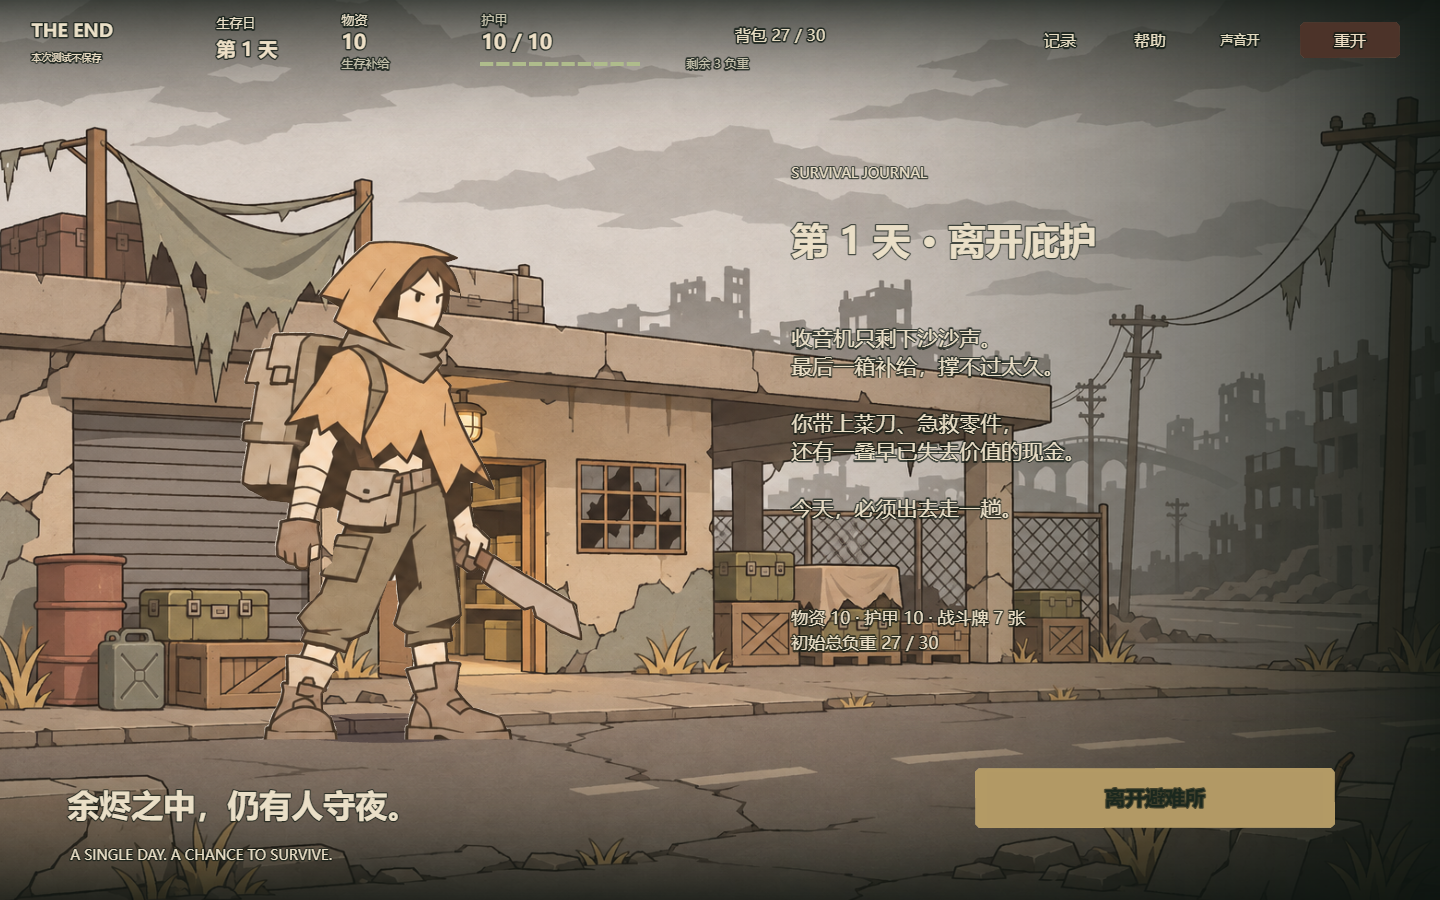 THE END
本次测试不保存
生存日
第 1 天
物资
10
生存补给
护甲
10 / 10
背包 27 / 30
剩余 3 负重
记录
帮助
声音开
重开
SURVIVAL JOURNAL
第 1 天 · 离开庇护
收音机只剩下沙沙声。
最后一箱补给，撑不过太久。
你带上菜刀、急救零件，
还有一叠早已失去价值的现金。
今天，必须出去走一趟。
物资 10 · 护甲 10 · 战斗牌 7 张
初始总负重 27 / 30
余烬之中，仍有人守夜。
A SINGLE DAY. A CHANCE TO SURVIVE.
离开避难所